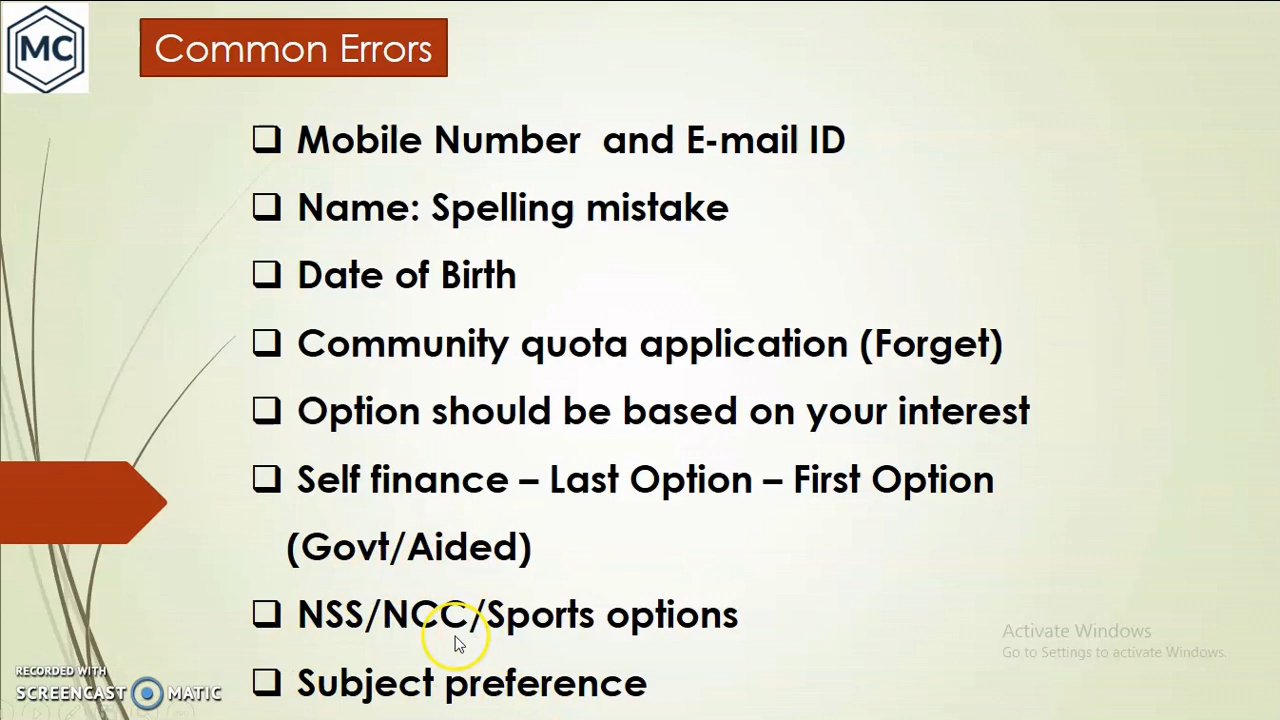 MC
Common Errors
❑ Mobile Number and E-mail ID
❑ Name: Spelling mistake
❑ Date of Birth
❑ Community quota application (Forget)
❑ Option should be based on your interest
❑ Self finance – Last Option – First Option
(Govt/Aided)
❑ NSS/NCC/Sports options
❑ Subject preference
Activate Windows
Go to Settings to activate Windows.
RECORDED WITH
SCREENCAST MATIC